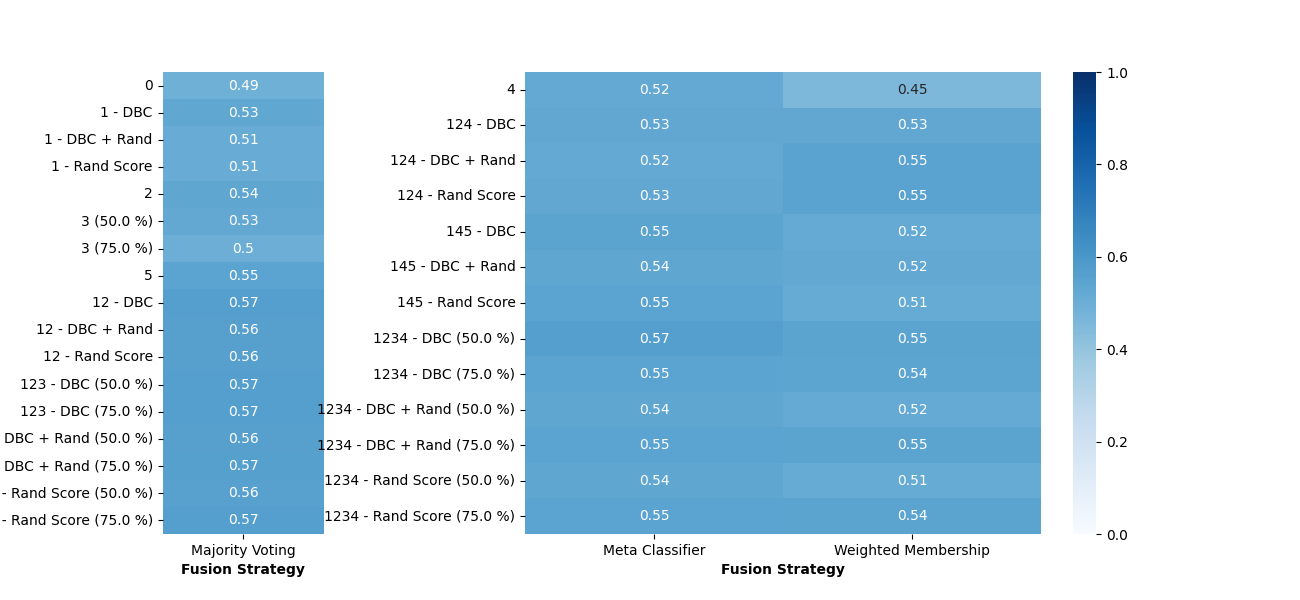 0 0.49
1 - DBC 0.53
1 - DBC + Rand 0.51
1 - Rand Score 0.51
2 0.54
3 (50.0 %) 0.53
3 (75.0 %) 0.5
5 0.55
12 - DBC 0.57
12 - DBC + Rand 0.56
12 - Rand Score 0.56
123 - DBC (50.0 %) 0.57
123 - DBC (75.0 %) 0.57
DBC + Rand (50.0 %) 0.56
DBC + Rand (75.0 %) 0.57
- Rand Score (50.0 %) 0.56
- Rand Score (75.0 %) 0.57
Majority Voting
Fusion Strategy
4 0.52 0.45
124 - DBC 0.53 0.53
124 - DBC + Rand 0.52 0.55
124 - Rand Score 0.53 0.55
145 - DBC 0.55 0.52
145 - DBC + Rand 0.54 0.52
145 - Rand Score 0.55 0.51
1234 - DBC (50.0 %) 0.57 0.55
1234 - DBC (75.0 %) 0.55 0.54
1234 - DBC + Rand (50.0 %) 0.54 0.52
1234 - DBC + Rand (75.0 %) 0.55 0.55
1234 - Rand Score (50.0 %) 0.54 0.51
1234 - Rand Score (75.0 %) 0.55 0.54
Meta Classifier Weighted Membership
Fusion Strategy
1.0
0.8
0.6
0.4
0.2
0.0